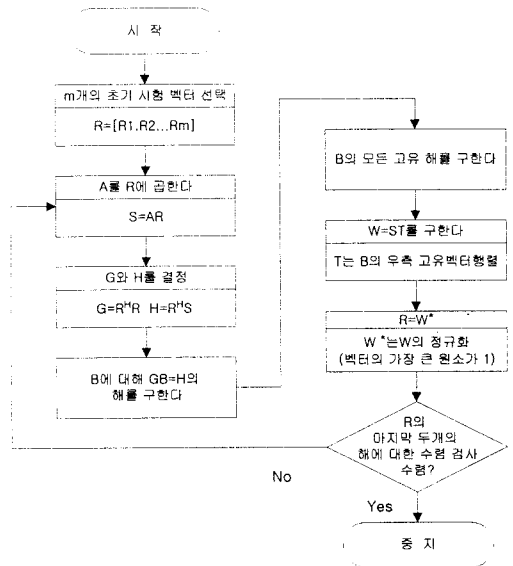 시 작
m개의 초기 시험 벡터 선택
R=[R1,R2...Rm]
A를 R에 곱한다
S=AR
G와 H를 결정
G=R^H R H=R^H S
B에 대해 GB=H의
해를 구한다
B의 모든 고유 해를 구한다
W=ST를 구한다
T는 B의 우측 고유벡터행렬
R=W*
W *는W의 정규화
(벡터의 가장 큰 원소가 1)
R의
마지막 두개의
해에 대한 수렴 검사
수렴?
No
Yes
중 지